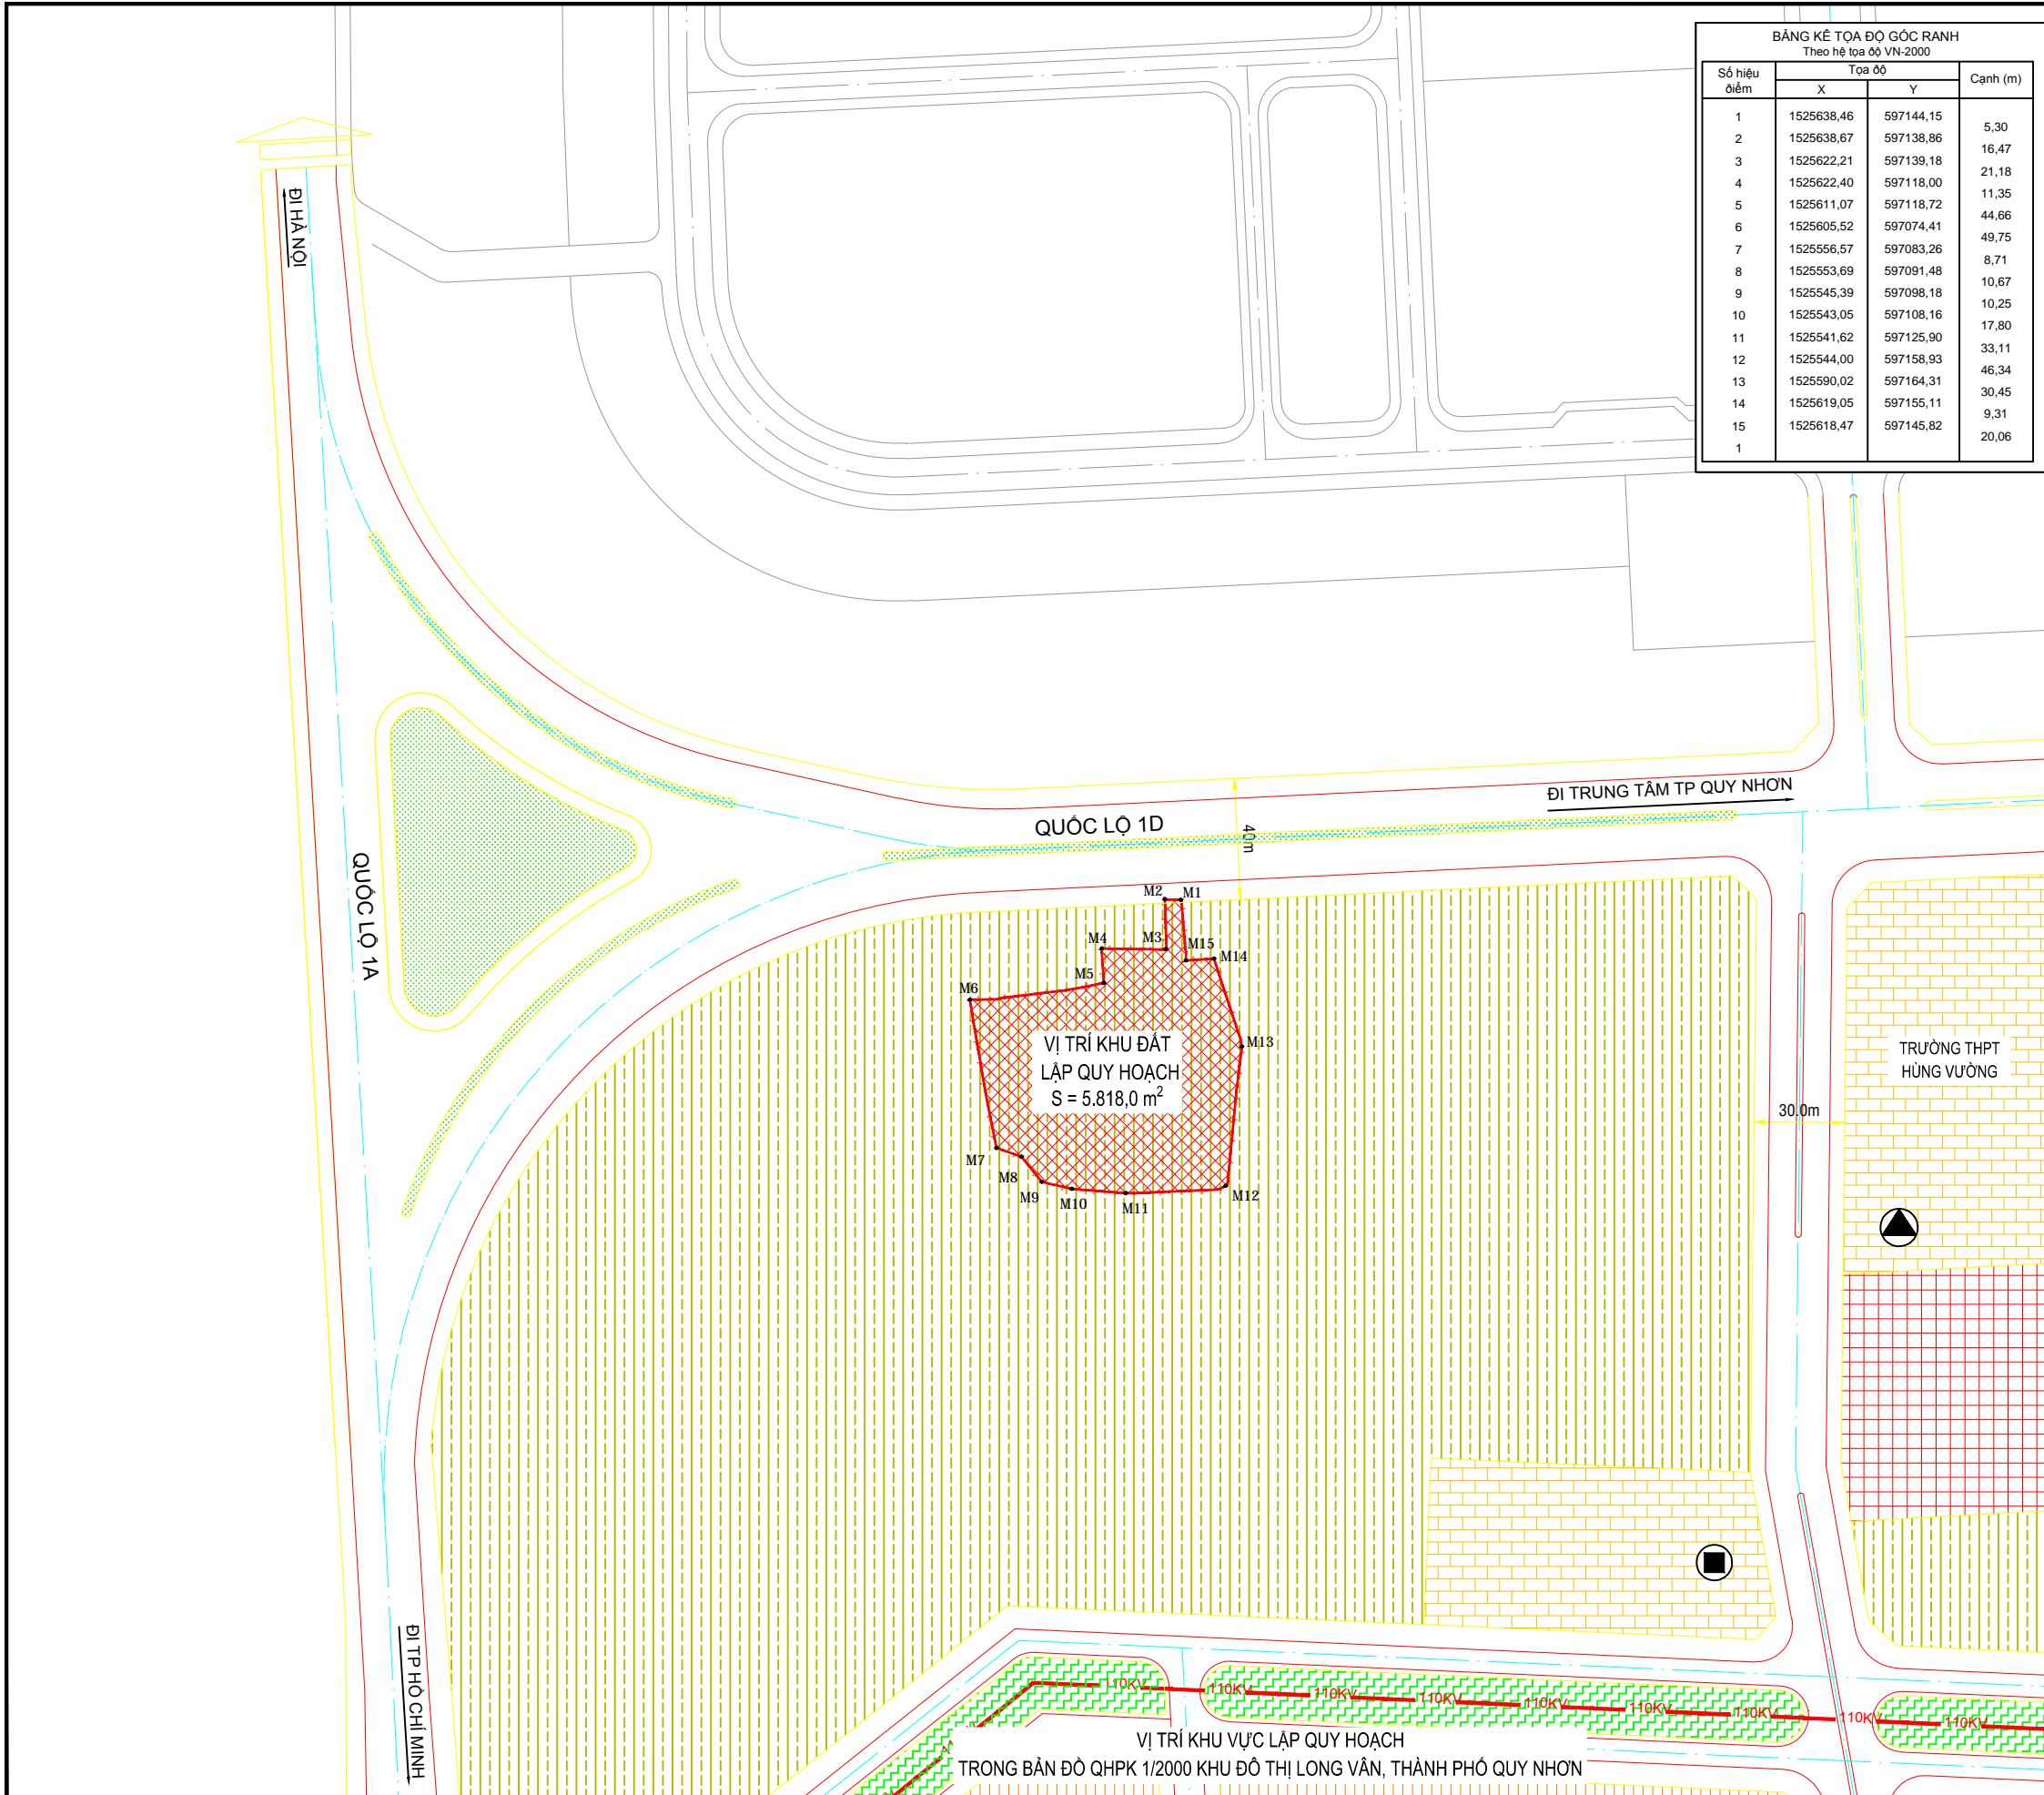 BẢNG KÊ TỌA ĐỘ GÓC RANH
Theo hệ tọa độ VN-2000
Số hiệu điểm Tọa độ Cạnh (m)
X Y
1 1525638,46 597144,15
5,30
2 1525638,67 597138,86
16,47
3 1525622,21 597139,18
21,18
4 1525622,40 597118,00
11,35
5 1525611,07 597118,72
44,66
6 1525605,52 597074,41
49,75
7 1525556,57 597083,26
8,71
8 1525553,69 597091,48
10,67
9 1525545,39 597098,18
10,25
10 1525543,05 597108,16
17,80
11 1525541,62 597125,90
33,11
12 1525544,00 597158,93
46,34
13 1525590,02 597164,31
30,45
14 1525619,05 597155,11
9,31
15 1525618,47 597145,82
20,06
1
ĐI HÀ NỘI
ĐI TRUNG TÂM TP QUY NHƠN
QUỐC LỘ 1D
40m
QUỐC LỘ 1A
M2 M1
M4 M3 M15
M14
M5
M6
M13
VỊ TRÍ KHU ĐẤT
LẬP QUY HOẠCH
S = 5.818,0 m²
TRƯỜNG THPT
HÙNG VƯỜNG
30.0m
M7
M8
M9 M10 M11 M12
ĐI TP HỒ CHÍ MINH
110KV 110KV 110KV 110KV 110KV 110KV 110KV 110KV 110KV
VỊ TRÍ KHU VỰC LẬP QUY HOẠCH
TRONG BẢN ĐỒ QHPK 1/2000 KHU ĐÔ THỊ LONG VÂN, THÀNH PHỐ QUY NHƠN